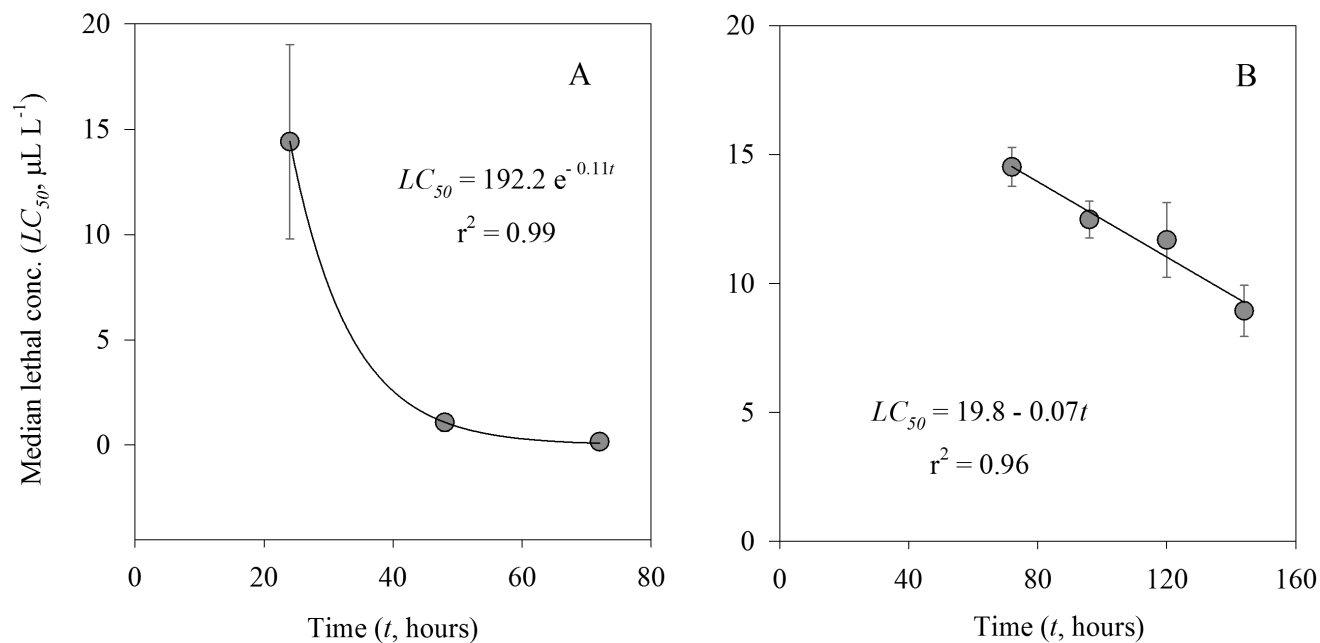 Median lethal conc. (LC50, μL L-1)
20
15
10
5
0
A
LC50 = 192.2 e- 0.11t
r2 = 0.99
0
20
40
60
80
Time (t, hours)
20
15
10
5
0
B
LC50 = 19.8 - 0.07t
r2 = 0.96
0
40
80
120
160
Time (t, hours)